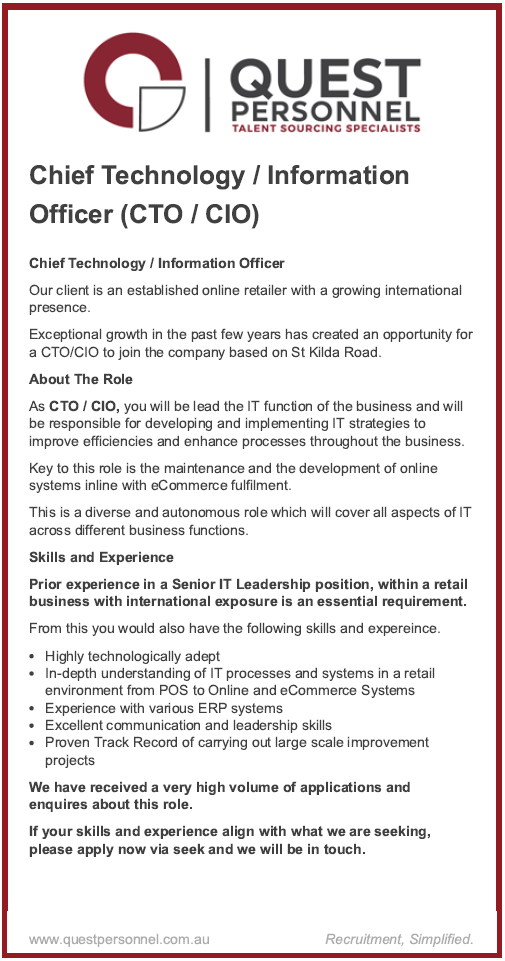 QUEST
PERSONNEL
TALENT SOURCING SPECIALISTS
Chief Technology / Information
Officer (CTO / CIO)
Chief Technology / Information Officer
Our client is an established online retailer with a growing international
presence.
Exceptional growth in the past few years has created an opportunity for
a CTO/CIO to join the company based on St Kilda Road.
About The Role
As CTO / CIO, you will be lead the IT function of the business and will
be responsible for developing and implementing IT strategies to
improve efficiencies and enhance processes throughout the business.
Key to this role is the maintenance and the development of online
systems inline with eCommerce fulfilment.
This is a diverse and autonomous role which will cover all aspects of IT
across different business functions.
Skills and Experience
Prior experience in a Senior IT Leadership position, within a retail
business with international exposure is an essential requirement.
From this you would also have the following skills and expereince.
• Highly technologically adept
• In-depth understanding of IT processes and systems in a retail
environment from POS to Online and eCommerce Systems
• Experience with various ERP systems
• Excellent communication and leadership skills
• Proven Track Record of carrying out large scale improvement
projects
We have received a very high volume of applications and
enquires about this role.
If your skills and experience align with what we are seeking,
please apply now via seek and we will be in touch.
www.questpersonnel.com.au
Recruitment, Simplified.